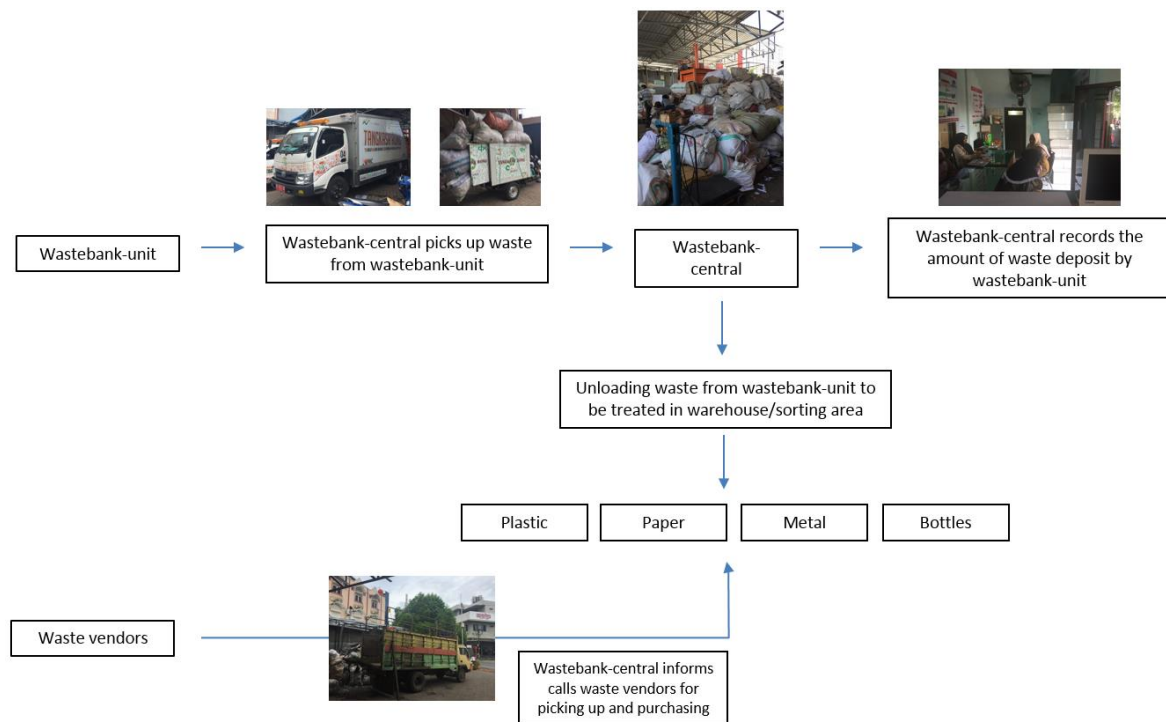 Wastebank-unit
Wastebank-central picks up waste
from wastebank-unit
Wastebank-
central
Wastebank-central records the
amount of waste deposit by
wastebank-unit
Unloading waste from wastebank-unit to
be treated in warehouse/sorting area
Plastic
Paper
Metal
Bottles
Waste vendors
Wastebank-central informs
calls waste vendors for
picking up and purchasing